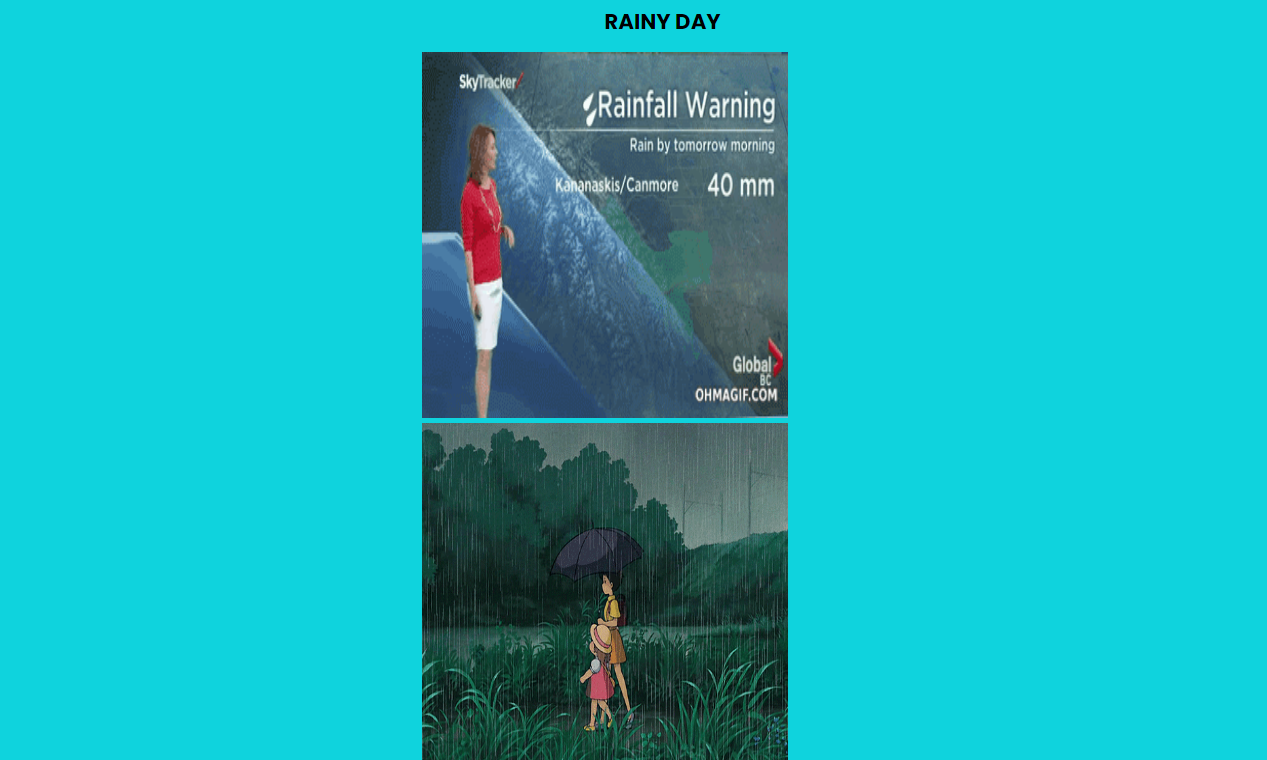 RAINY DAY
SkyTracker
Rainfall Warning
Rain by tomorrow morning
Kananaskis/Canmore 40 mm
Global
BC
OHMAGIF.COM